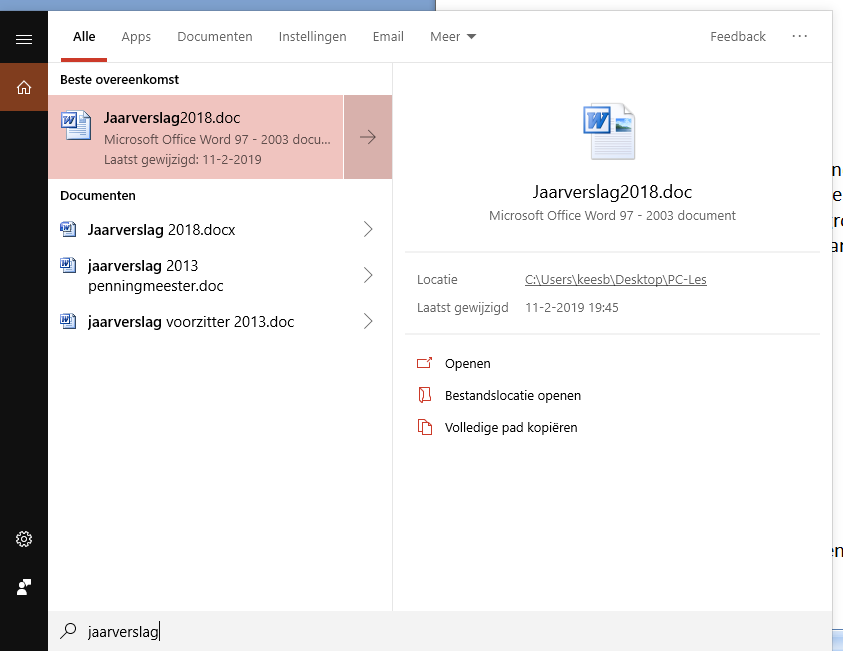 Alle Apps Documenten Instellingen Email Meer Feedback ...
Beste overeenkomst
Jaarverslag2018.doc
Microsoft Office Word 97 - 2003 docu...
Laatst gewijzigd: 11-2-2019
Documenten
Jaarverslag 2018.docx
jaarverslag 2013
penningmeester.doc
jaarverslag voorzitter 2013.doc
Jaarverslag2018.doc
Microsoft Office Word 97 - 2003 document
Locatie C:\Users\keesb\Desktop\PC-Les
Laatst gewijzigd 11-2-2019 19:45
Openen
Bestandslocatie openen
Volledige pad kopiëren
jaarverslag